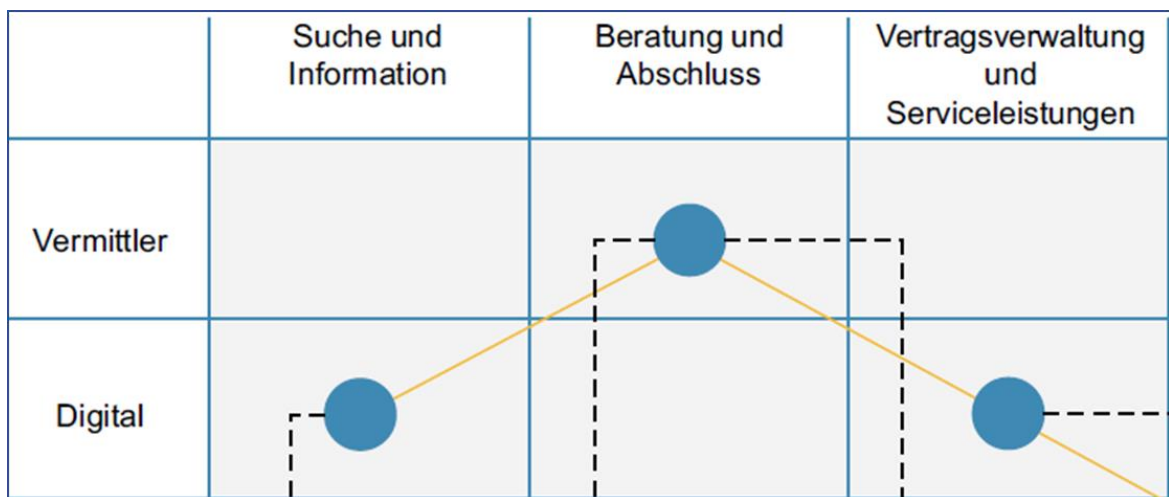 Suche und
Information
Beratung und
Abschluss
Vertragsverwaltung
und
Serviceleistungen
Vermittler
Digital